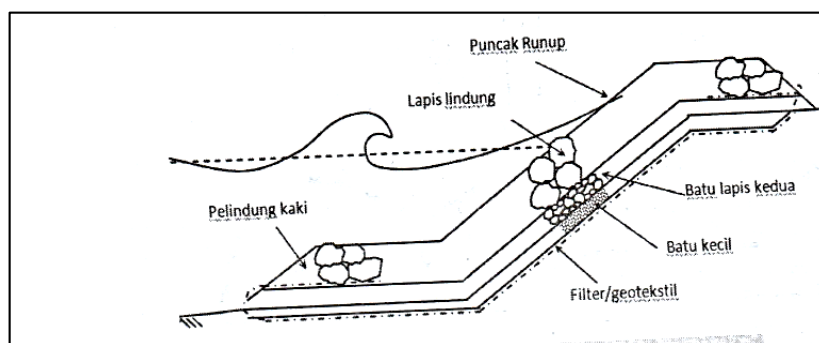 Puncak Runup
Lapis lindung
Batu lapis kedua
Pelindung kaki
Batu kecil
Filter/geotekstil